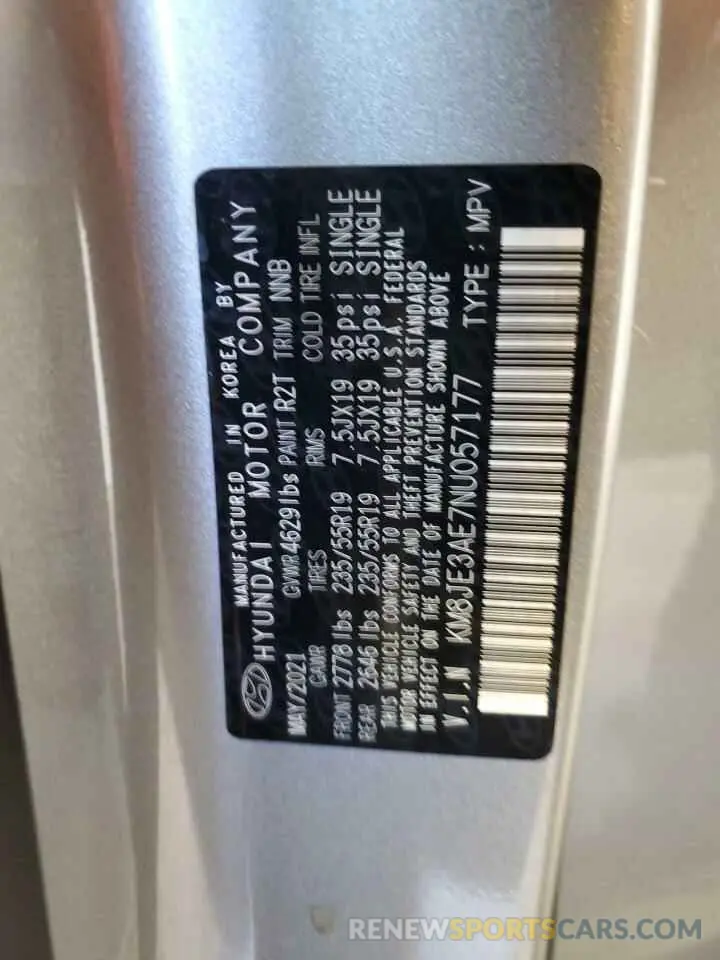 MANUFACTURED IN KOREA BY
HYUNDAI MOTOR COMPANY
MAY/2021 GVWR 4629lbs PAINT R2T TRIM NNB
GAWR TIRES RIMS COLD TIRE INFL
FRONT 2778lbs 235/55R19 7.5JX19 35psi SINGLE
REAR 2646lbs 235/55R19 7.5JX19 35psi SINGLE
THIS VEHICLE CONFORMS TO ALL APPLICABLE U.S.A. FEDERAL
MOTOR VEHICLE SAFETY AND THEFT PREVENTION STANDARDS
IN EFFECT ON THE DATE OF MANUFACTURE SHOWN ABOVE
V.I.N KM8JE3AE7NU057177 TYPE : MPV
RENEWSPORTSCARS.COM